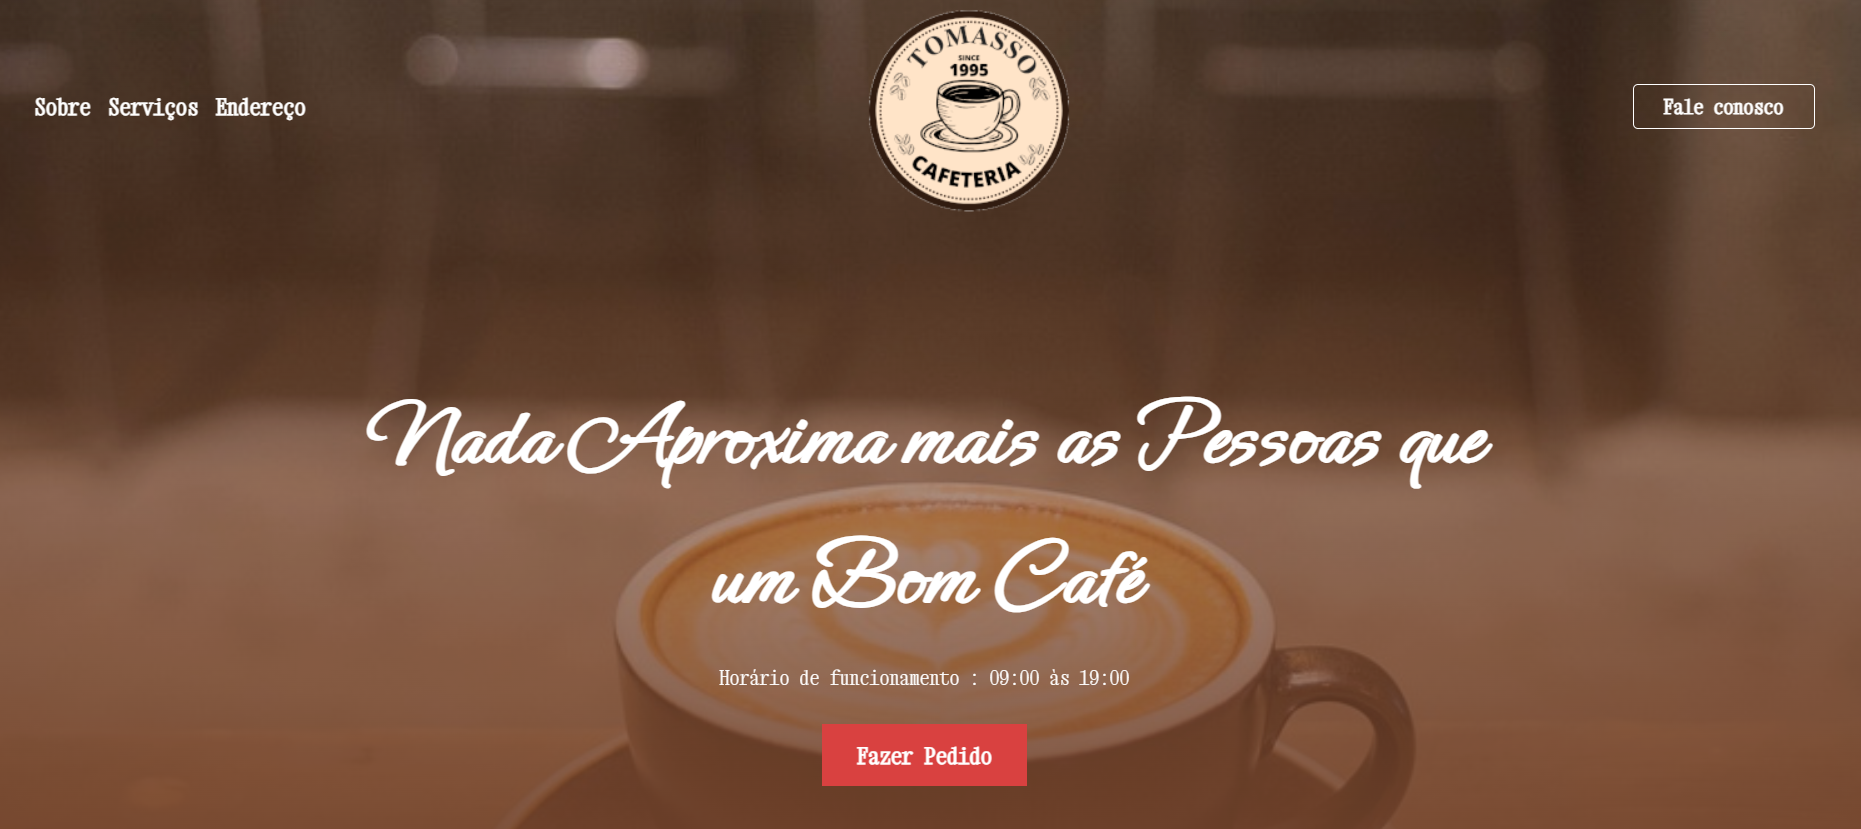 Sobre Serviços Endereço
TOMASSO
SINCE
1995
CAFETERIA
Fale conosco
Nada Aproxima mais as Pessoas que
um Bom Café
Horário de funcionamento : 09:00 às 19:00
Fazer Pedido